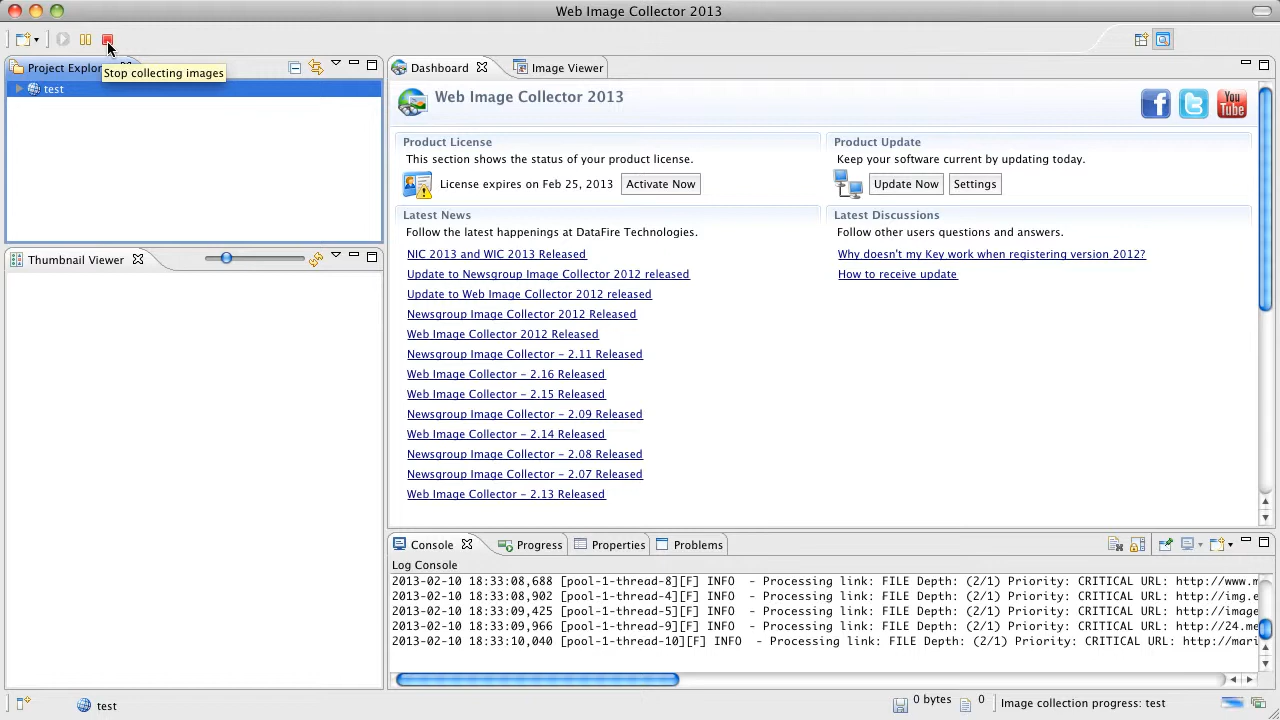 Web Image Collector 2013
Project Explor
Stop collecting images
test
Thumbnail Viewer
Dashboard
Image Viewer
Web Image Collector 2013
f
t
You
Tube
Product License
This section shows the status of your product license.
License expires on Feb 25, 2013
Activate Now
Product Update
Keep your software current by updating today.
Update Now
Settings
Latest News
Follow the latest happenings at DataFire Technologies.
NIC 2013 and WIC 2013 Released
Update to Newsgroup Image Collector 2012 released
Update to Web Image Collector 2012 released
Newsgroup Image Collector 2012 Released
Web Image Collector 2012 Released
Newsgroup Image Collector – 2.11 Released
Web Image Collector – 2.16 Released
Web Image Collector – 2.15 Released
Newsgroup Image Collector – 2.09 Released
Web Image Collector – 2.14 Released
Newsgroup Image Collector – 2.08 Released
Newsgroup Image Collector – 2.07 Released
Web Image Collector – 2.13 Released
Latest Discussions
Follow other users questions and answers.
Why doesn't my Key work when registering version 2012?
How to receive update
Console
Progress
Properties
Problems
Log Console
2013-02-10 18:33:08,688 [pool-1-thread-8][F] INFO  - Processing link: FILE Depth: (2/1) Priority: CRITICAL URL: http://www.m
2013-02-10 18:33:08,902 [pool-1-thread-4][F] INFO  - Processing link: FILE Depth: (2/1) Priority: CRITICAL URL: http://img.e
2013-02-10 18:33:09,425 [pool-1-thread-5][F] INFO  - Processing link: FILE Depth: (2/1) Priority: CRITICAL URL: http://image
2013-02-10 18:33:09,966 [pool-1-thread-9][F] INFO  - Processing link: FILE Depth: (2/1) Priority: CRITICAL URL: http://24.me
2013-02-10 18:33:10,040 [pool-1-thread-10][F] INFO  - Processing link: FILE Depth: (2/1) Priority: CRITICAL URL: http://mari
test
0 bytes
0
Image collection progress: test